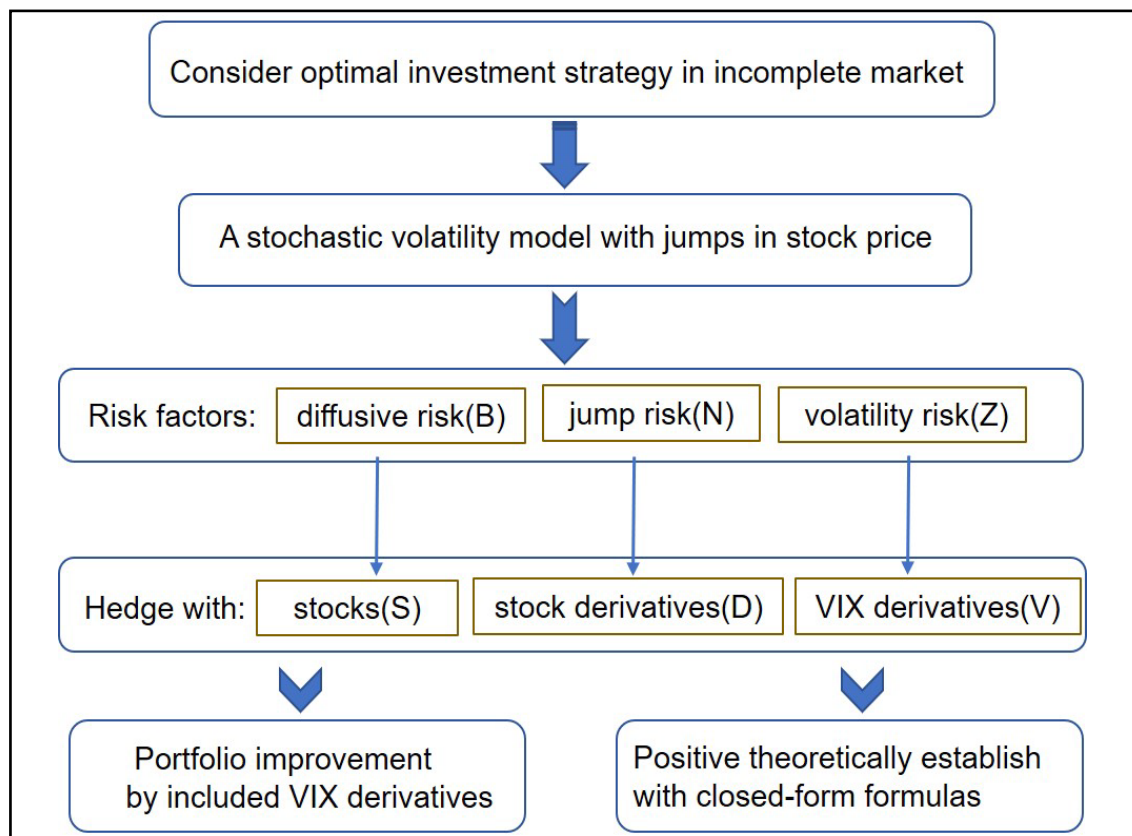 Consider optimal investment strategy in incomplete market
A stochastic volatility model with jumps in stock price
Risk factors: diffusive risk(B) jump risk(N) volatility risk(Z)
Hedge with: stocks(S) stock derivatives(D) VIX derivatives(V)
Portfolio improvement
by included VIX derivatives
Positive theoretically establish
with closed-form formulas